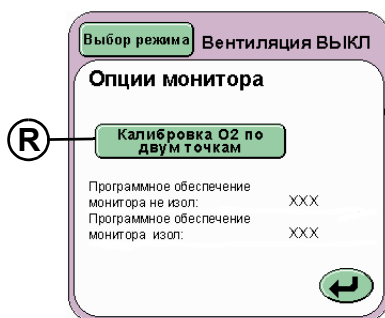 Выбор режима Вентиляция ВЫКЛ
Опции монитора
R
Калибровка О2 по
двум точкам
Программное обеспечение
монитора не изол: XXX
Программное обеспечение
монитора изол: XXX